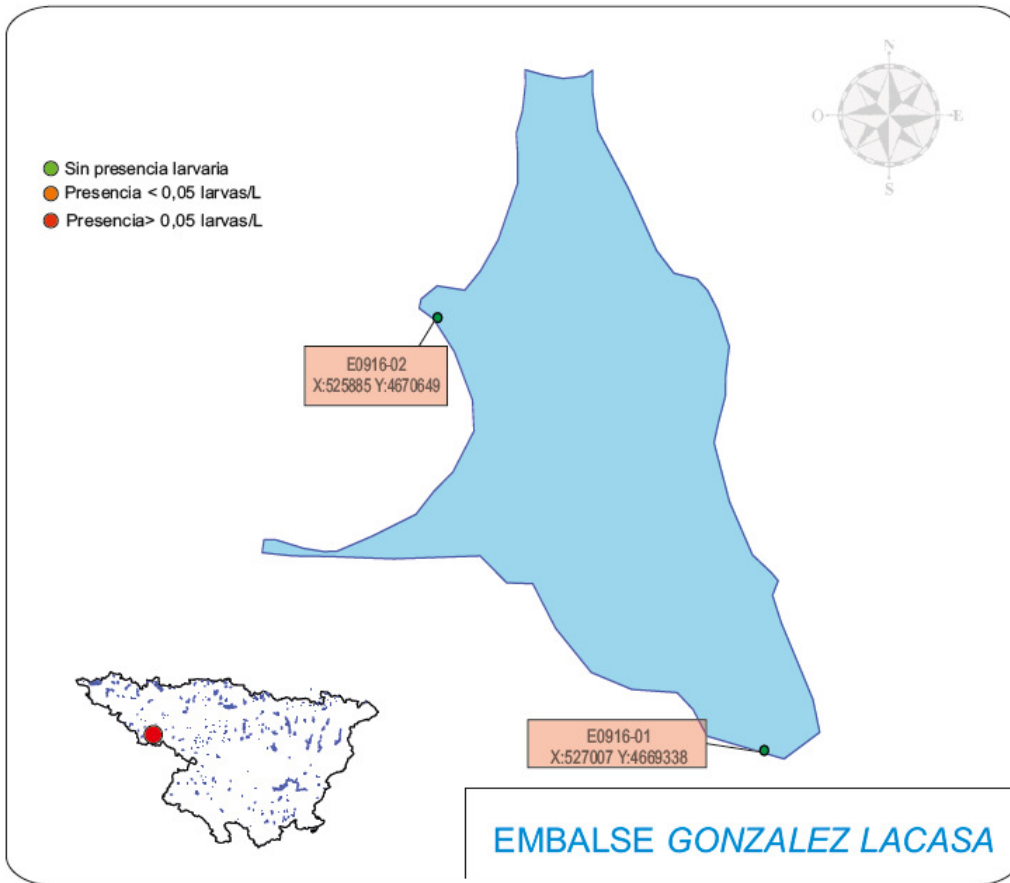 N
O
E
S
Sin presencia larvaria
Presencia < 0,05 larvas/L
Presencia> 0,05 larvas/L
E0916-02
X:525885 Y:4670649
E0916-01
X:527007 Y:4669338
EMBALSE GONZALEZ LACASA